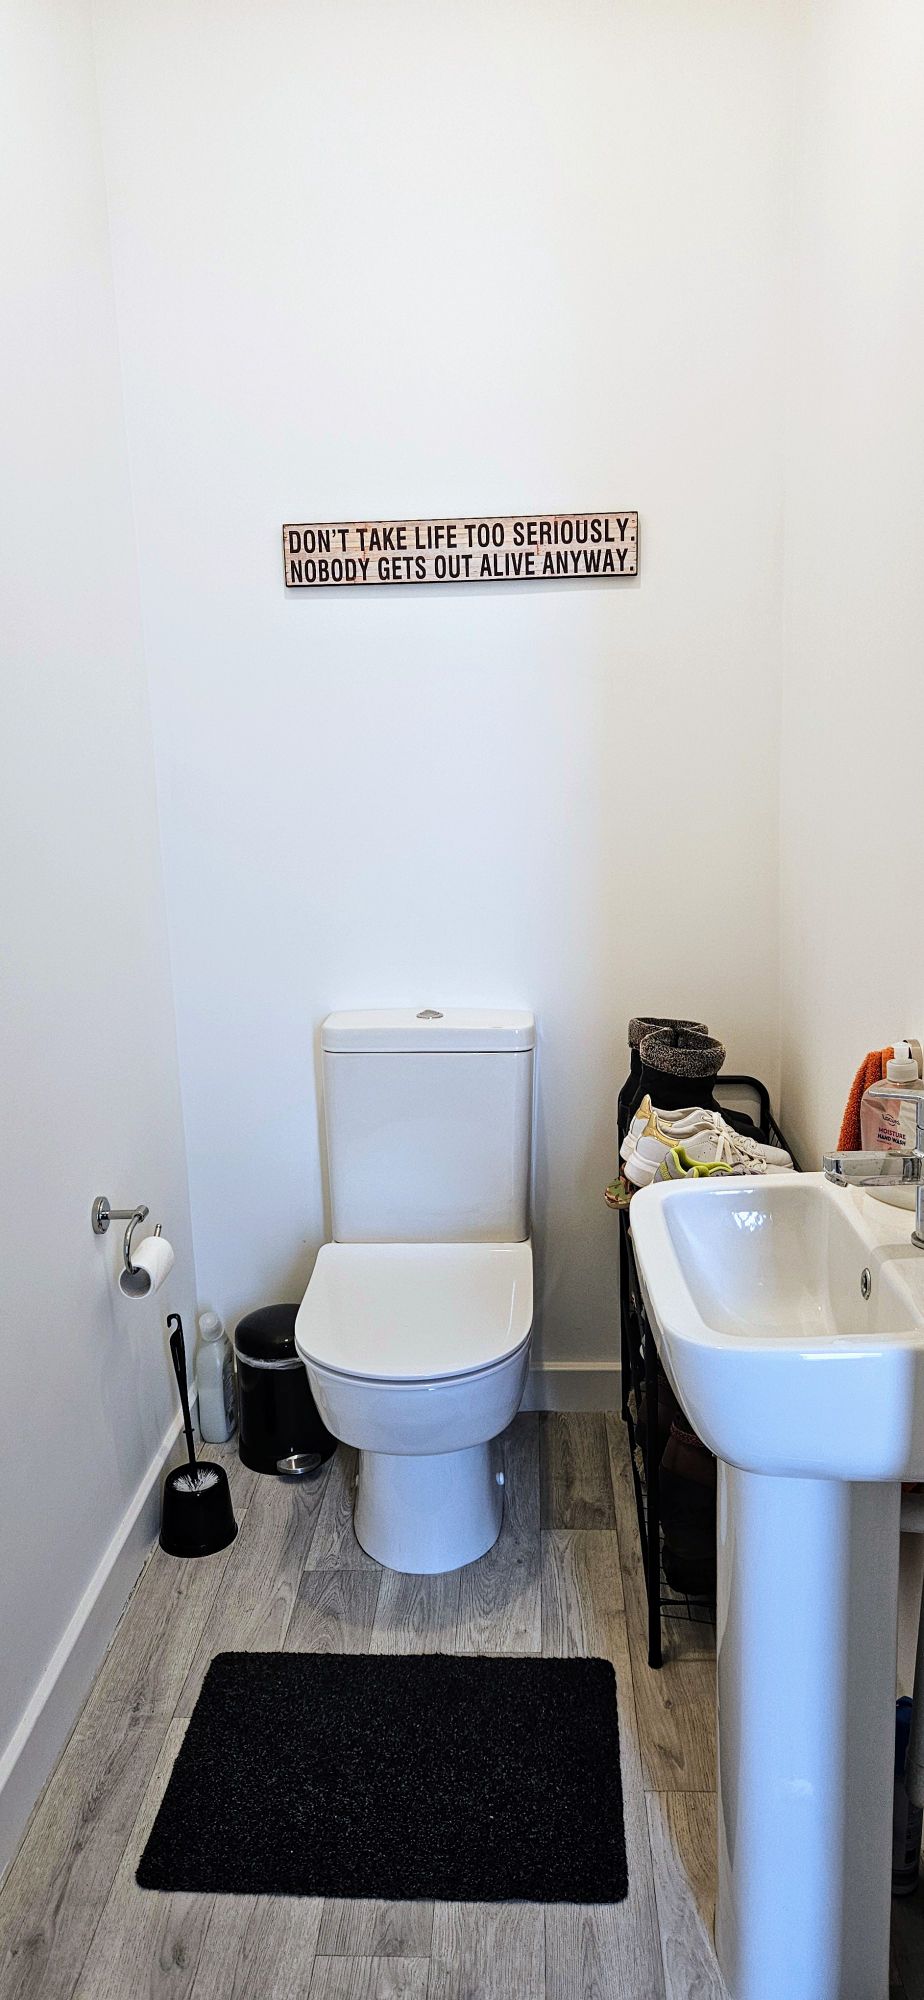 DON'T TAKE LIFE TOO SERIOUSLY.
NOBODY GETS OUT ALIVE ANYWAY.
MOISTURE
HAND WASH